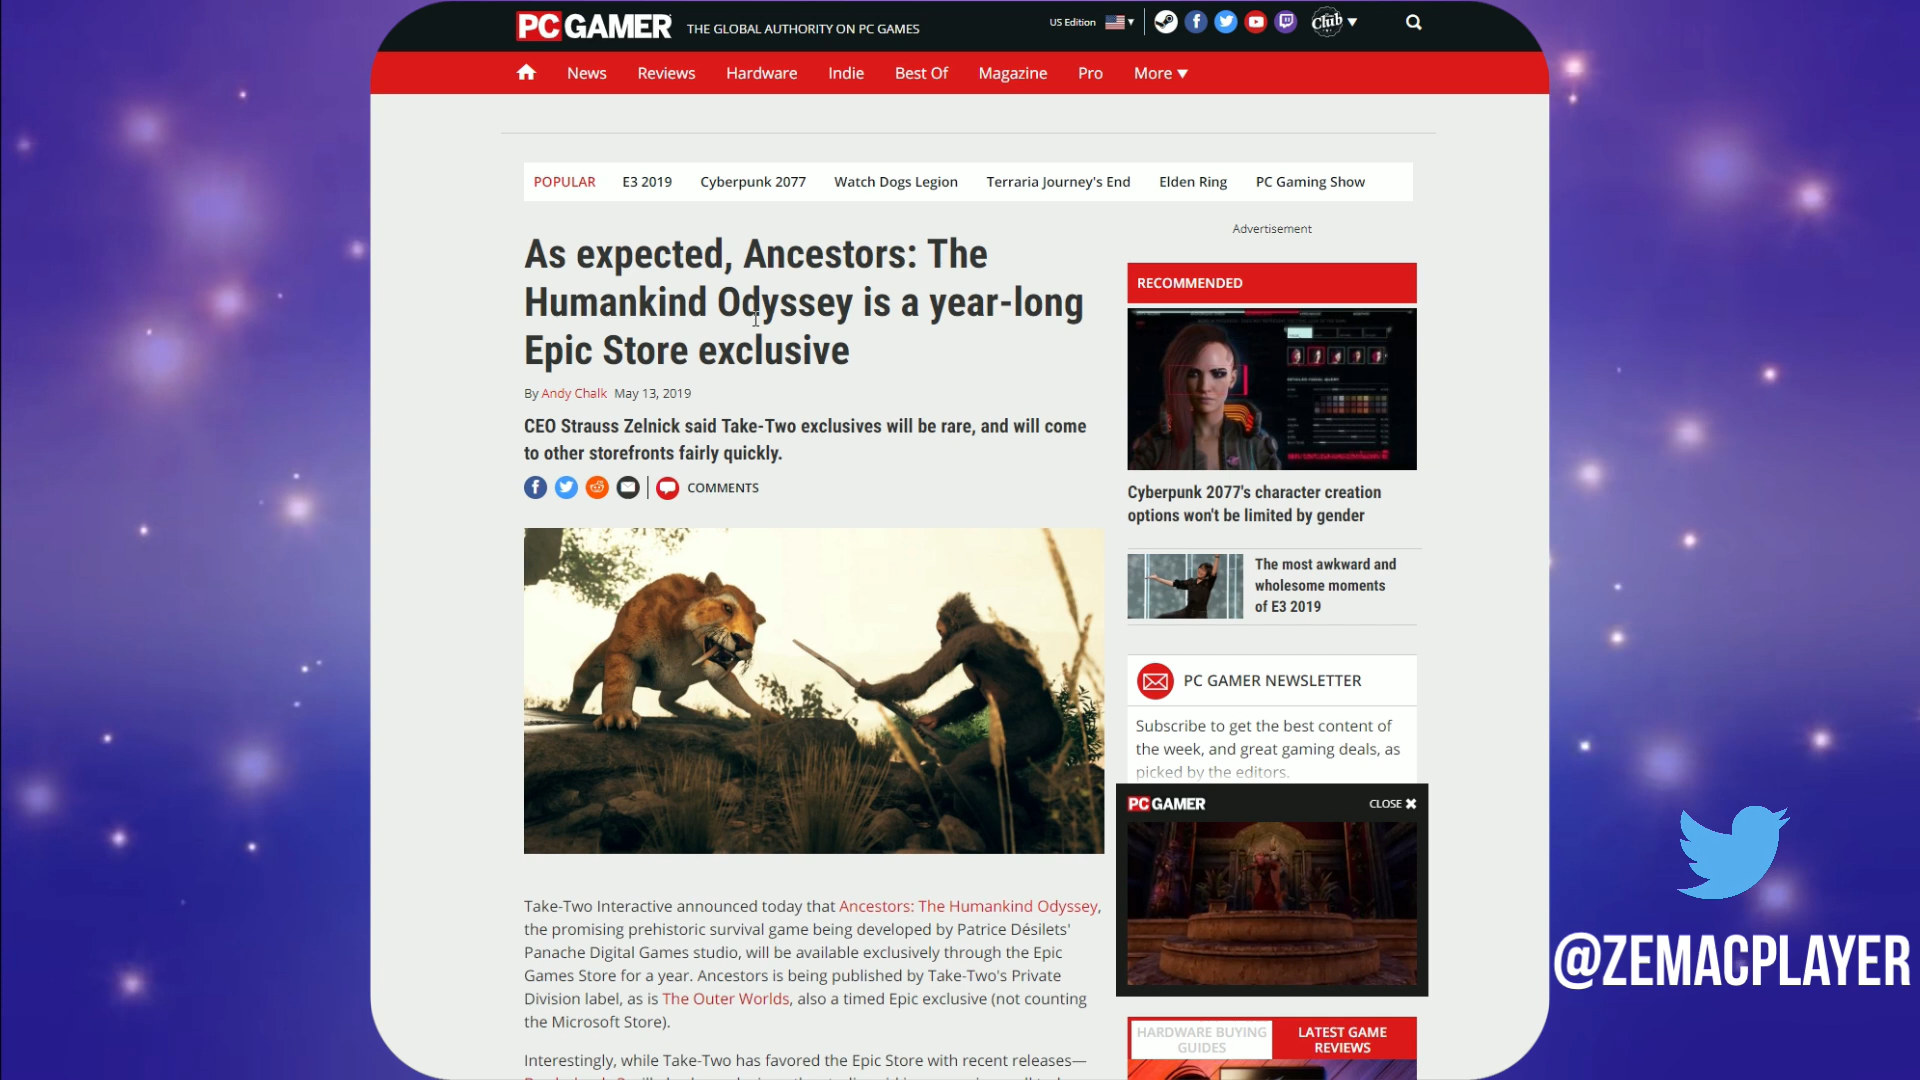 PC GAMER THE GLOBAL AUTHORITY ON PC GAMES US Edition Club
News Reviews Hardware Indie Best Of Magazine Pro More
POPULAR E3 2019 Cyberpunk 2077 Watch Dogs Legion Terraria Journey's End Elden Ring PC Gaming Show
As expected, Ancestors: The
Humankind Odyssey is a year-long
Epic Store exclusive
By Andy Chalk May 13, 2019
CEO Strauss Zelnick said Take-Two exclusives will be rare, and will come
to other storefronts fairly quickly.
COMMENTS
Take-Two Interactive announced today that Ancestors: The Humankind Odyssey,
the promising prehistoric survival game being developed by Patrice Désilets'
Panache Digital Games studio, will be available exclusively through the Epic
Games Store for a year. Ancestors is being published by Take-Two's Private
Division label, as is The Outer Worlds, also a timed Epic exclusive (not counting
the Microsoft Store).
Interestingly, while Take-Two has favored the Epic Store with recent releases—
Advertisement
RECOMMENDED
Cyberpunk 2077's character creation
options won't be limited by gender
The most awkward and
wholesome moments
of E3 2019
PC GAMER NEWSLETTER
Subscribe to get the best content of
the week, and great gaming deals, as
picked by the editors.
PC GAMER CLOSE
HARDWARE BUYING
GUIDES
LATEST GAME
REVIEWS
@ZEMACPLAYER